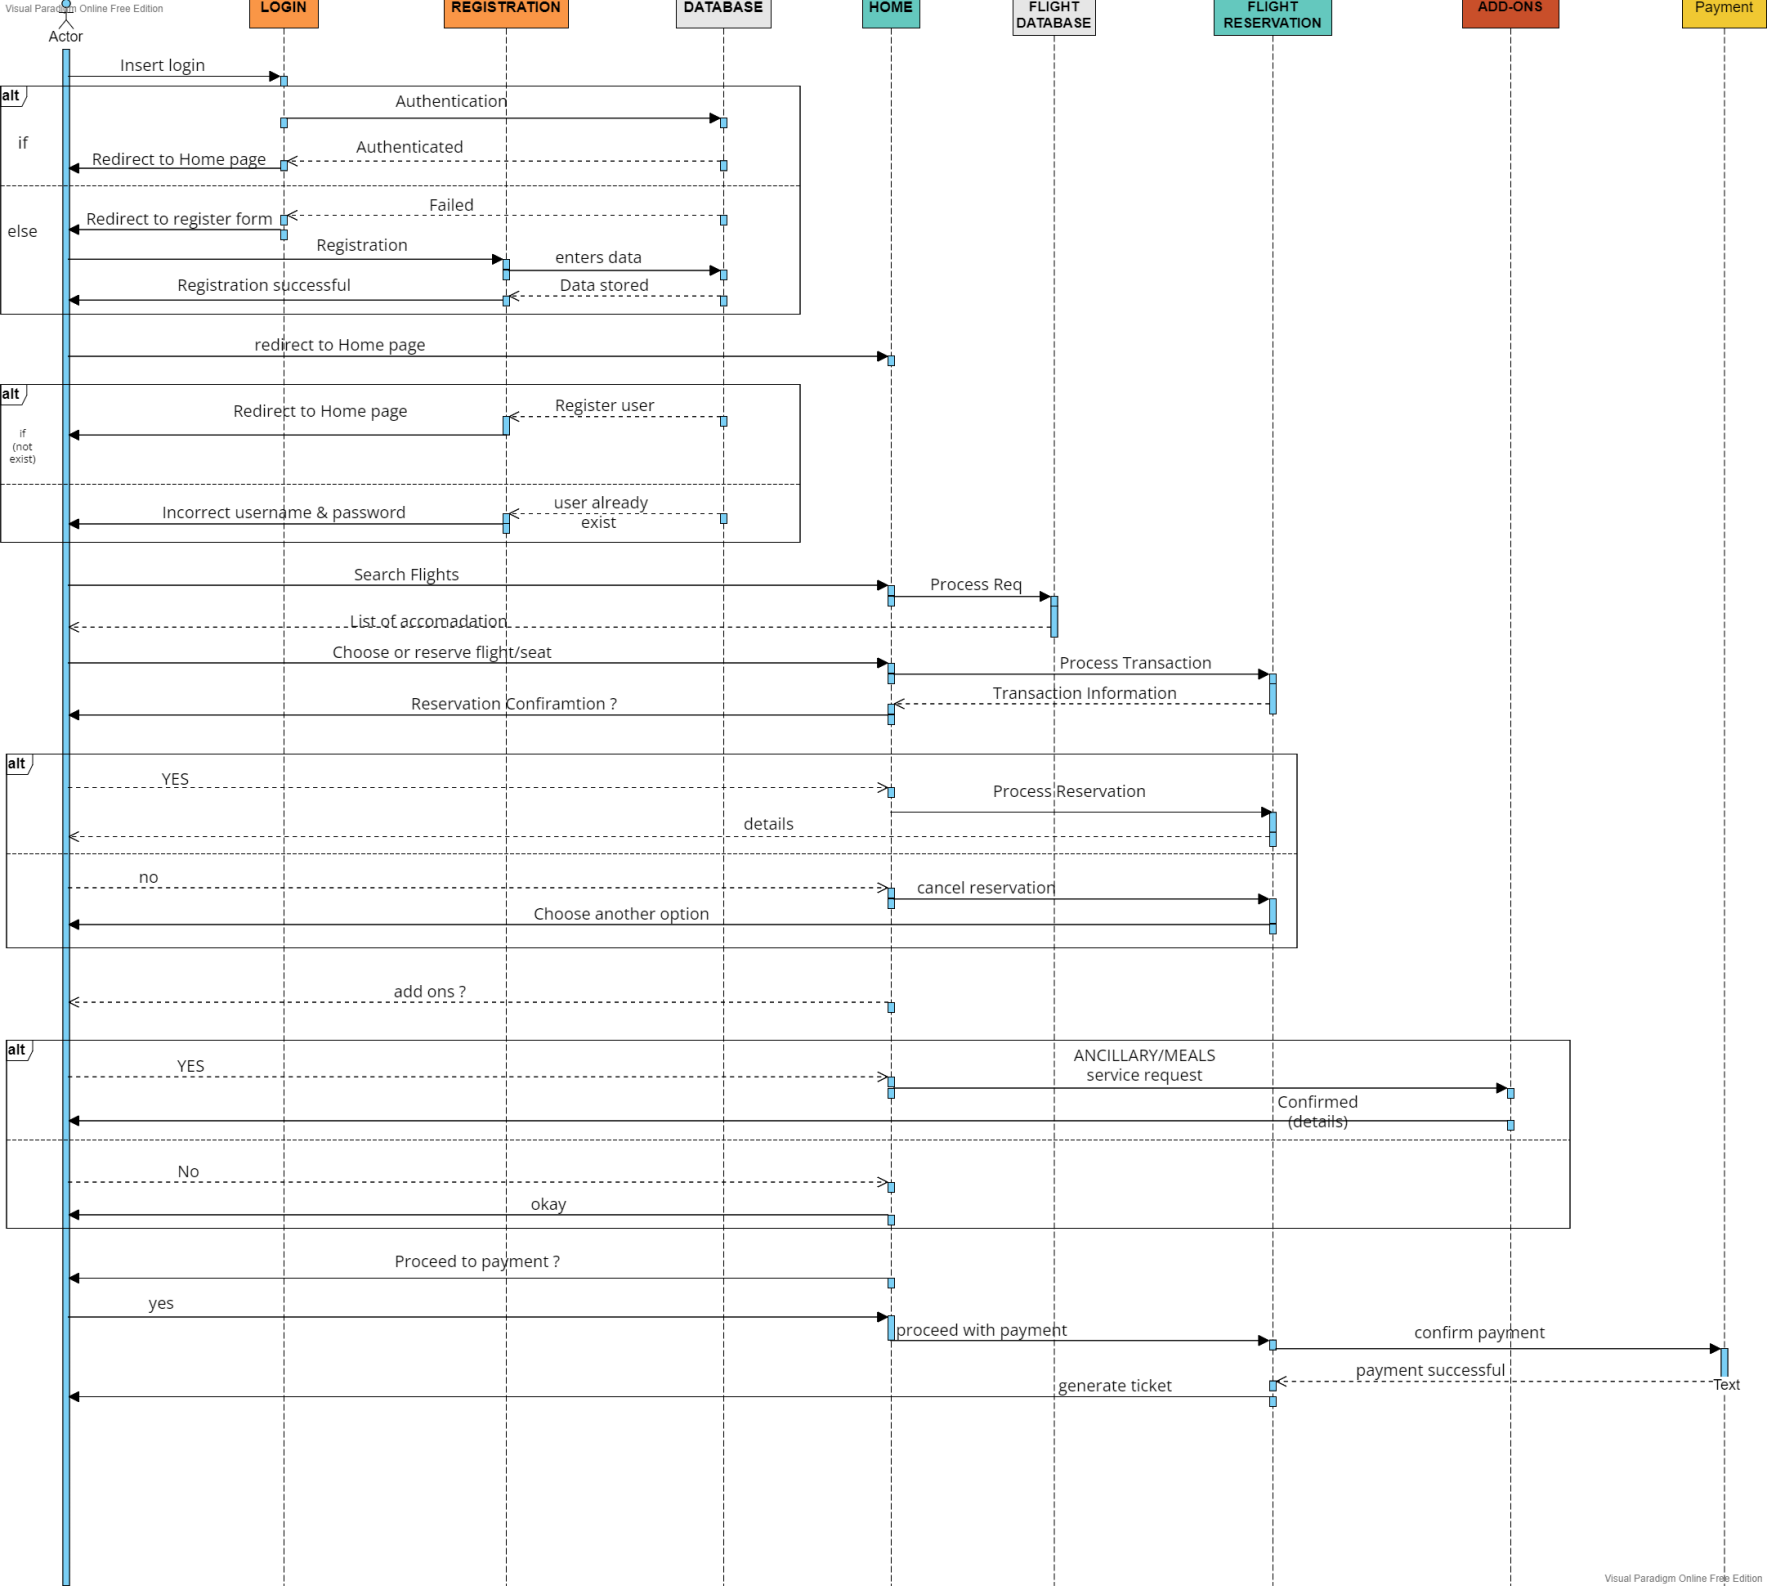 Visual Paradigm Online Free Edition
Actor
LOGIN
REGISTRATION
DATABASE
HOME
FLIGHT
DATABASE
FLIGHT
RESERVATION
ADD-ONS
Payment
Insert login
alt
Authentication
if
Authenticated
Redirect to Home page
Failed
Redirect to register form
else
Registration
enters data
Registration successful
Data stored
redirect to Home page
alt
Register user
Redirect to Home page
if
(not
exist)
user already
exist
Incorrect username & password
Search Flights
Process Req
List of accomadation
Choose or reserve flight/seat
Process Transaction
Transaction Information
Reservation Confiramtion ?
alt
YES
Process Reservation
details
no
cancel reservation
Choose another option
add ons ?
alt
YES
ANCILLARY/MEALS
service request
Confirmed
(details)
No
okay
Proceed to payment ?
yes
proceed with payment
confirm payment
payment successful
Text
generate ticket
Visual Paradigm Online Free Edition